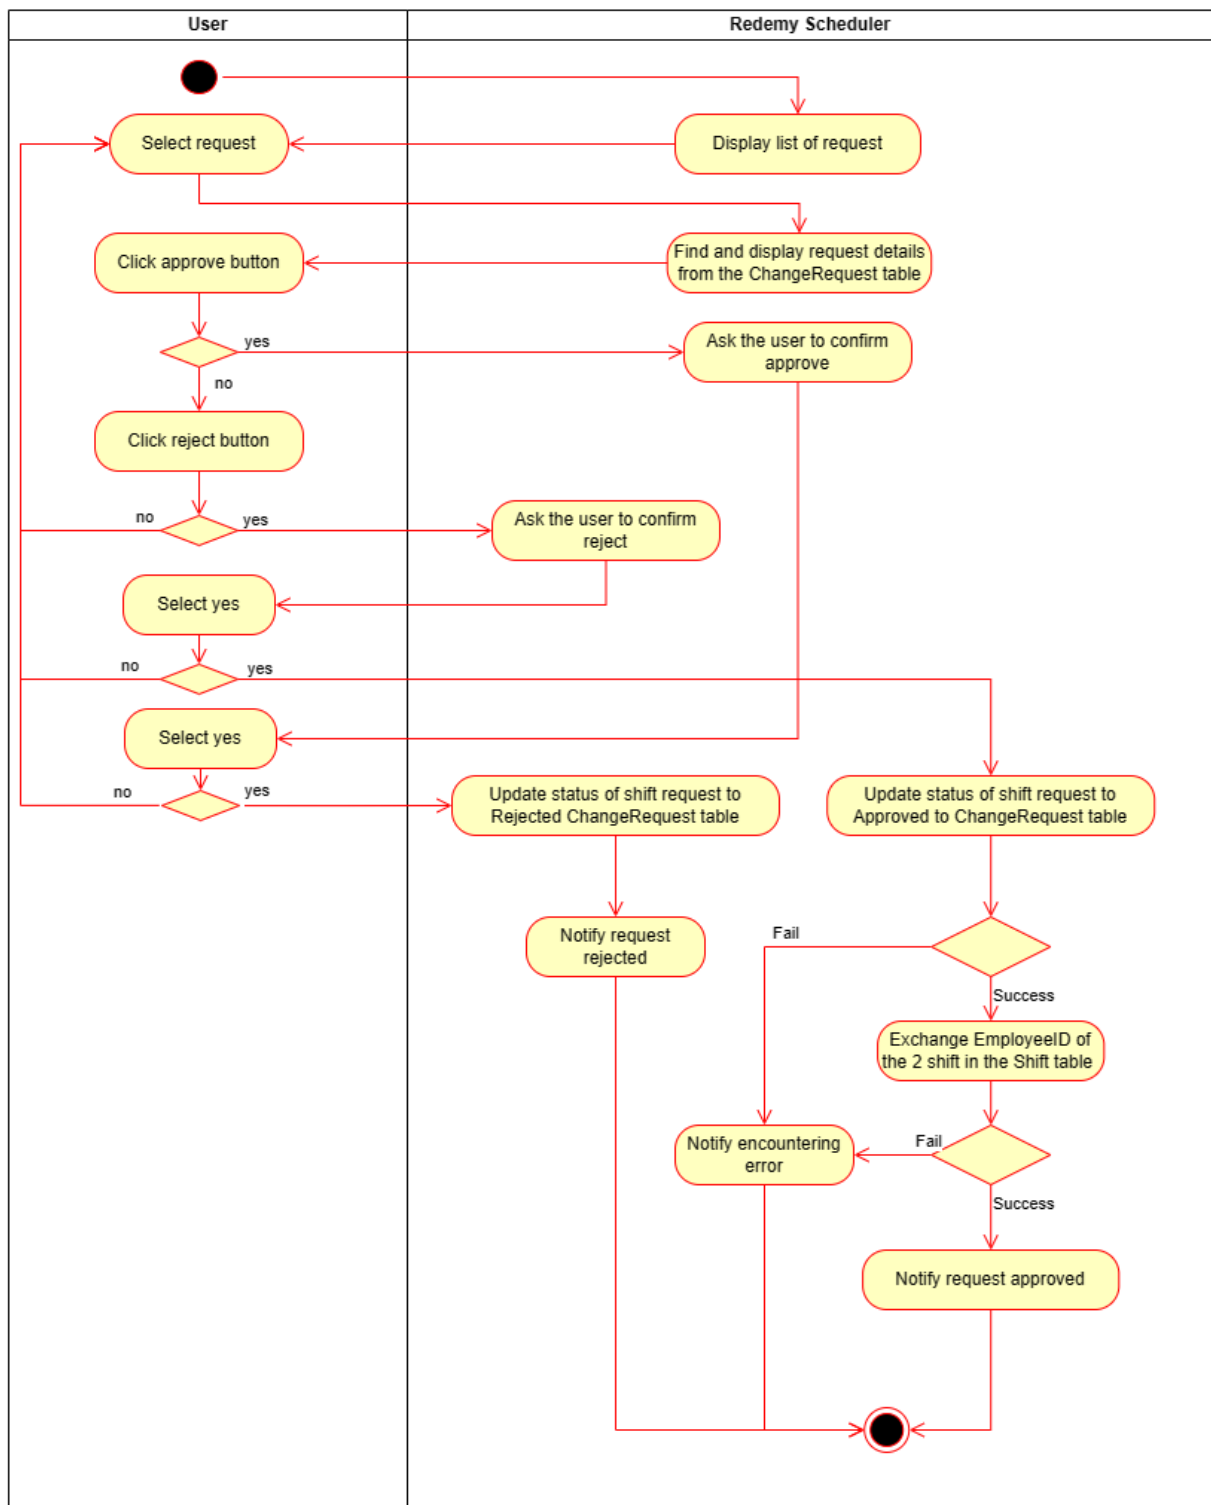 User
Redemy Scheduler
Select request
Display list of request
Click approve button
Find and display request details
from the ChangeRequest table
yes
Ask the user to confirm
approve
no
Click reject button
no
yes
Ask the user to confirm
reject
Select yes
no
yes
Select yes
no
yes
Update status of shift request to
Rejected ChangeRequest table
Update status of shift request to
Approved to ChangeRequest table
Notify request
rejected
Fail
Success
Exchange EmployeeID of
the 2 shift in the Shift table
Notify encountering
error
Fail
Success
Notify request approved